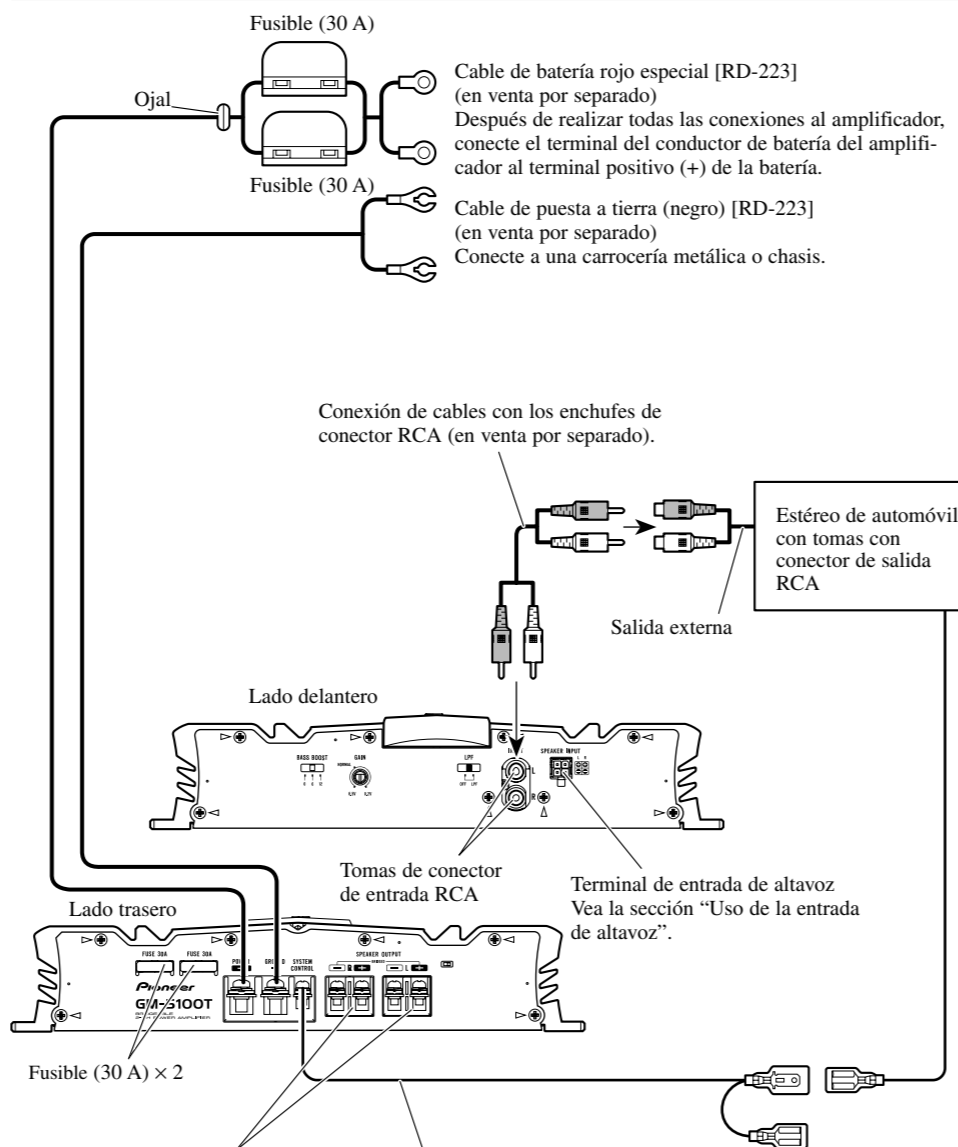 Fusible (30 A)
Ojal
Fusible (30 A)
Cable de batería rojo especial [RD-223]
(en venta por separado)
Después de realizar todas las conexiones al amplificador,
conecte el terminal del conductor de batería del amplifi-
cador al terminal positivo (+) de la batería.
Cable de puesta a tierra (negro) [RD-223]
(en venta por separado)
Conecte a una carrocería metálica o chasis.
Conexión de cables con los enchufes de
conector RCA (en venta por separado).
Estéreo de automóvil
con tomas con
conector de salida
RCA
Salida externa
Lado delantero
BASS BOOST
GAIN
NORMAL
LPF
SPEAKER INPUT
L
R
OFF LPF
Tomas de conector
de entrada RCA
Terminal de entrada de altavoz
Vea la sección “Uso de la entrada
de altavoz”.
Lado trasero
FUSE 30A FUSE 30A
SYSTEM
CONTROL
SPEAKER OUTPUT
Pioneer
Fusible (30 A) × 2